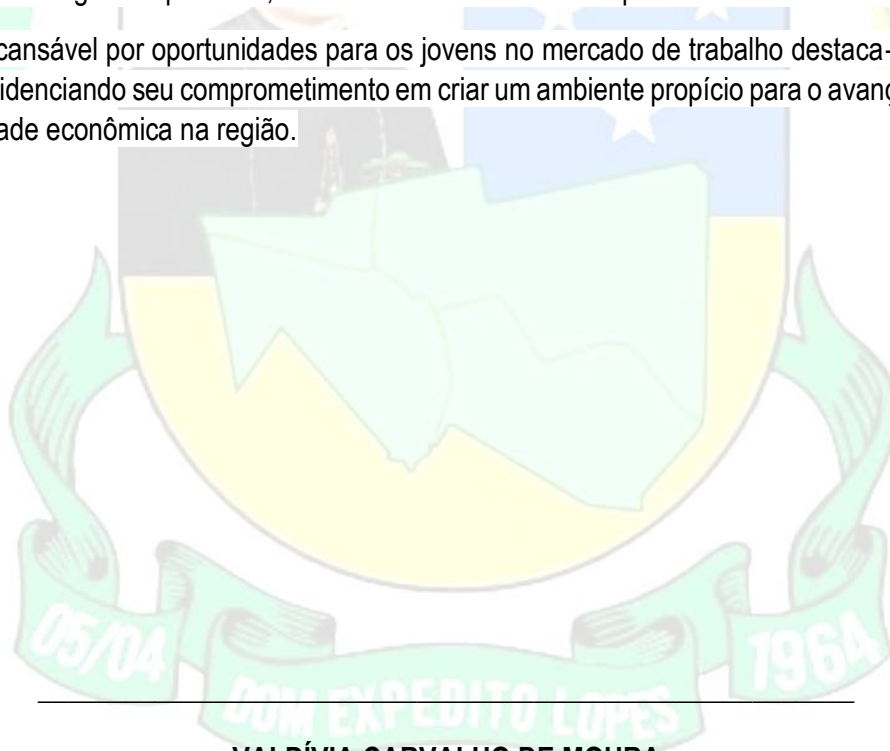 cansável por oportunidades para os jovens no mercado de trabalho destaca-
idenciando seu comprometimento em criar um ambiente propício para o avanç
ade econômica na região.
05/04
DOM EXPEDITO LOPES
1964